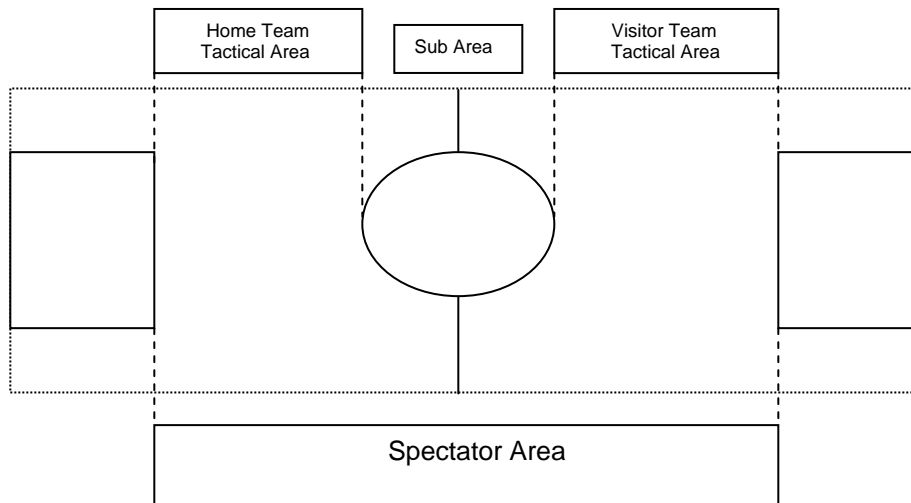 Home Team
Tactical Area
Sub Area
Visitor Team
Tactical Area
Spectator Area